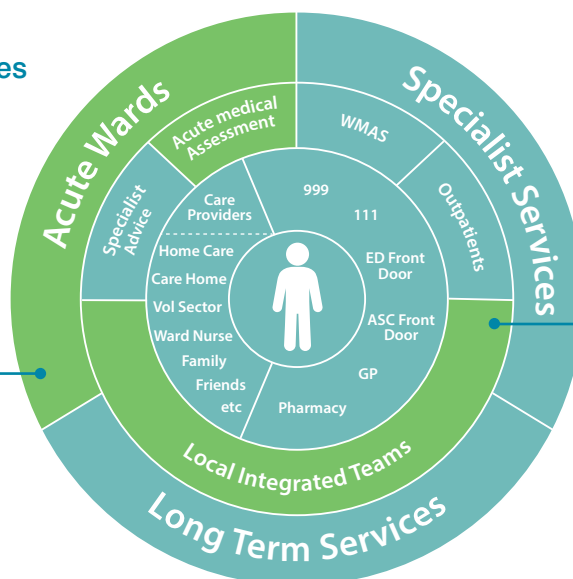 es
Acute Wards
Specialist Services
Acute medical
Assessment
WMAS
Specialist
Advice
Outpatients
Care
Providers
999
111
Home Care
Care Home
Vol Sector
Ward Nurse
Family
Friends
etc
ED Front
Door
ASC Front
Door
GP
Pharmacy
Local Integrated Teams
Long Term Services